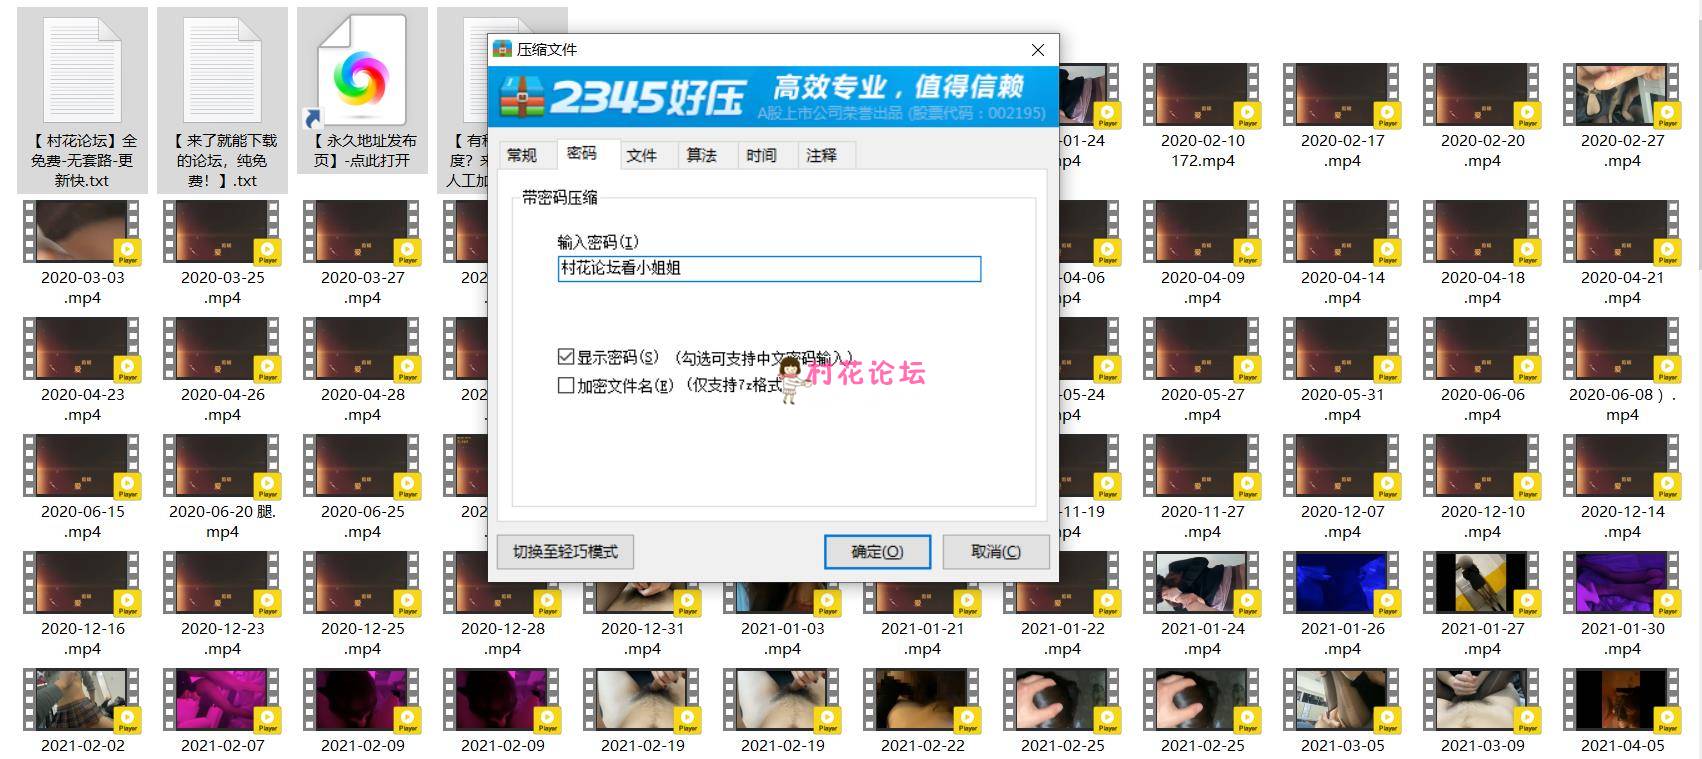 【 村花论坛】全
免费-无套路-更
新快.txt
【 来了就能下载
的论坛，纯免
费！】.txt
【 永久地址发布
页】-点此打开
【 有
度？
人工加
压缩文件
2345好压
高效专业，值得信赖
A股上市公司荣誉出品 (股票代码：002195)
常规
密码
文件
算法
时间
注释
带密码压缩
输入密码(I)
村花论坛看小姐姐
显示密码(S) (勾选可支持中文密码输入)
加密文件名(E) (仅支持7z格式
村花论坛
切换至轻巧模式
确定(O)
取消(C)
01-24
mp4
2020-02-10
172.mp4
2020-02-17
.mp4
2020-02-20
.mp4
2020-02-27
.mp4
2020-03-03
.mp4
2020-03-25
.mp4
2020-03-27
.mp4
202
04-06
mp4
2020-04-09
.mp4
2020-04-14
.mp4
2020-04-18
.mp4
2020-04-21
.mp4
2020-04-23
.mp4
2020-04-26
.mp4
2020-04-28
.mp4
202
05-24
mp4
2020-05-27
.mp4
2020-05-31
.mp4
2020-06-06
.mp4
2020-06-08 ）.
mp4
2020-06-15
.mp4
2020-06-20 腿.
mp4
2020-06-25
.mp4
202
11-19
mp4
2020-11-27
.mp4
2020-12-07
.mp4
2020-12-10
.mp4
2020-12-14
.mp4
2020-12-16
.mp4
2020-12-23
.mp4
2020-12-25
.mp4
2020-12-28
.mp4
2020-12-31
.mp4
2021-01-03
.mp4
2021-01-21
.mp4
2021-01-22
.mp4
2021-01-24
.mp4
2021-01-26
.mp4
2021-01-27
.mp4
2021-01-30
.mp4
2021-02-02
2021-02-07
2021-02-09
2021-02-09
2021-02-19
2021-02-19
2021-02-22
2021-02-25
2021-02-25
2021-03-05
2021-03-09
2021-04-05